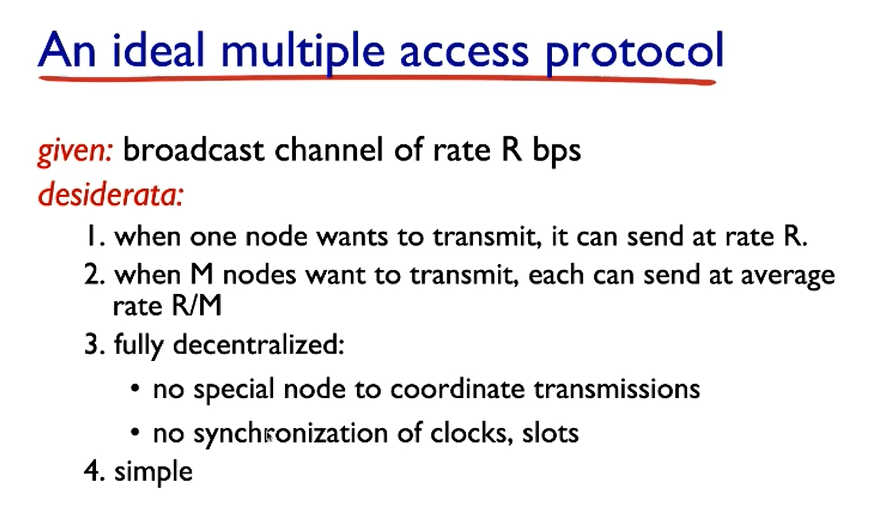 An ideal multiple access protocol
given: broadcast channel of rate R bps
desiderata:
1. when one node wants to transmit, it can send at rate R.
2. when M nodes want to transmit, each can send at average
rate R/M
3. fully decentralized:
• no special node to coordinate transmissions
• no synchronization of clocks, slots
4. simple